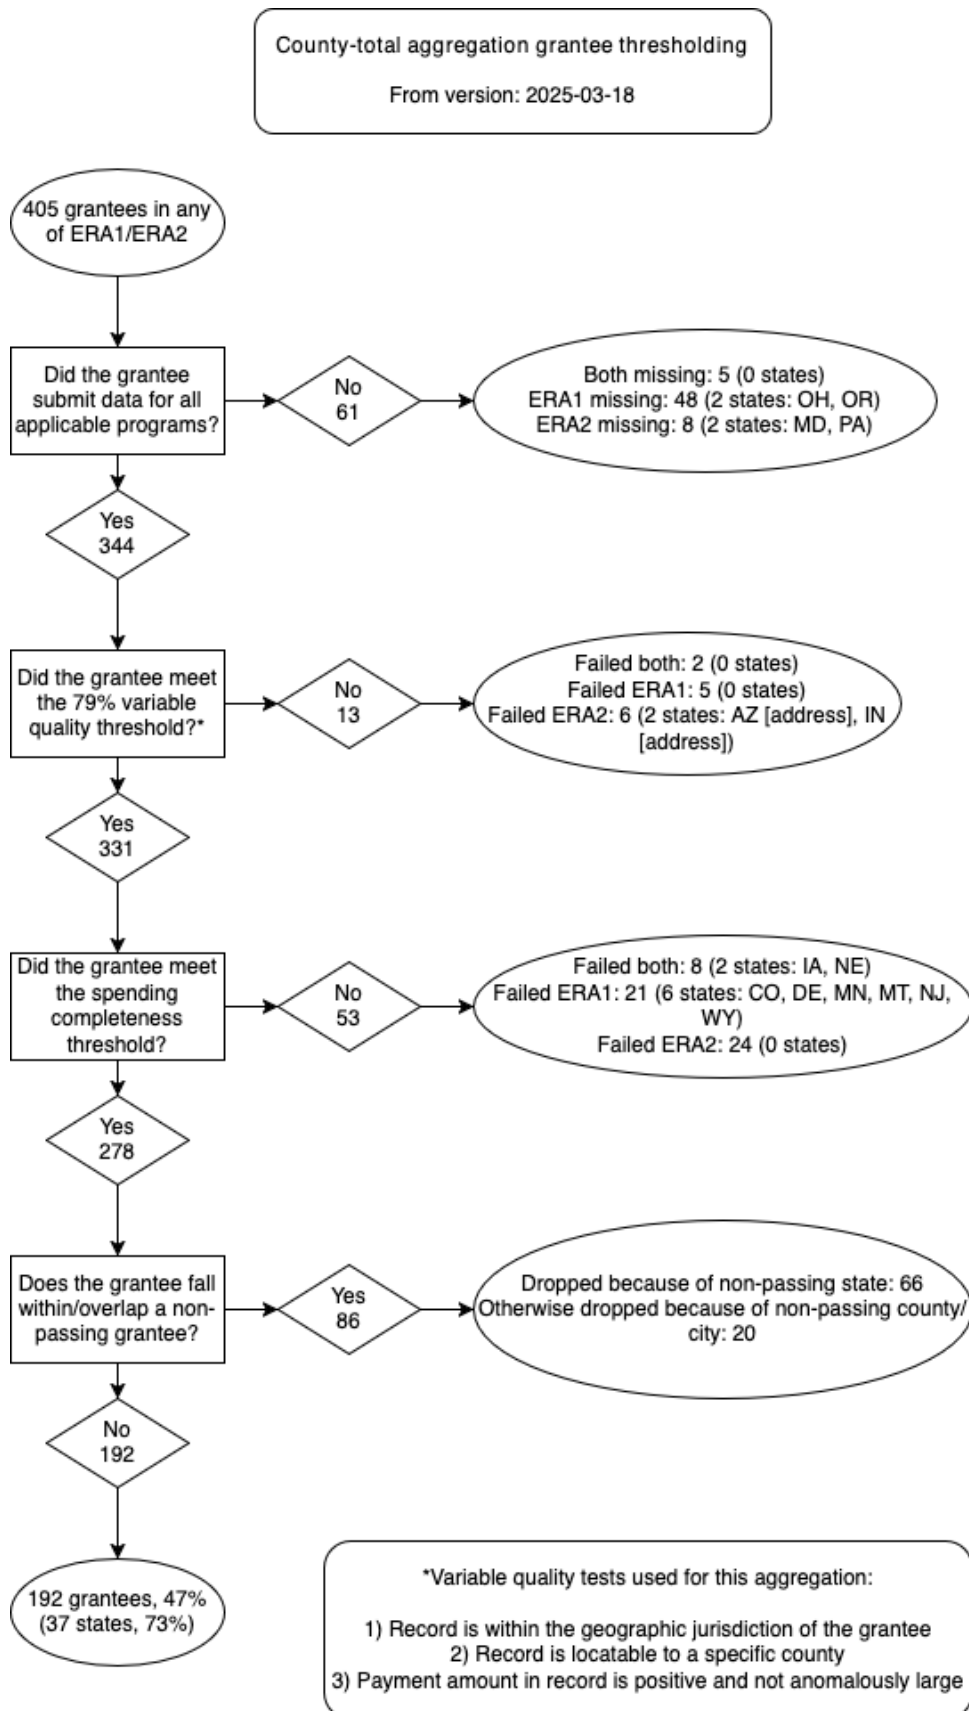 County-total aggregation grantee thresholding
From version: 2025-03-18
405 grantees in any
of ERA1/ERA2
Did the grantee
submit data for all
applicable programs?
No
61
Both missing: 5 (0 states)
ERA1 missing: 48 (2 states: OH, OR)
ERA2 missing: 8 (2 states: MD, PA)
Yes
344
Did the grantee meet
the 79% variable
quality threshold?*
No
13
Failed both: 2 (0 states)
Failed ERA1: 5 (0 states)
Failed ERA2: 6 (2 states: AZ [address], IN
[address])
Yes
331
Did the grantee meet
the spending
completeness
threshold?
No
53
Failed both: 8 (2 states: IA, NE)
Failed ERA1: 21 (6 states: CO, DE, MN, MT, NJ,
WY)
Failed ERA2: 24 (0 states)
Yes
278
Does the grantee fall
within/overlap a non-
passing grantee?
Yes
86
Dropped because of non-passing state: 66
Otherwise dropped because of non-passing county/
city: 20
No
192
192 grantees, 47%
(37 states, 73%)
*Variable quality tests used for this aggregation:
1) Record is within the geographic jurisdiction of the grantee
2) Record is locatable to a specific county
3) Payment amount in record is positive and not anomalously large